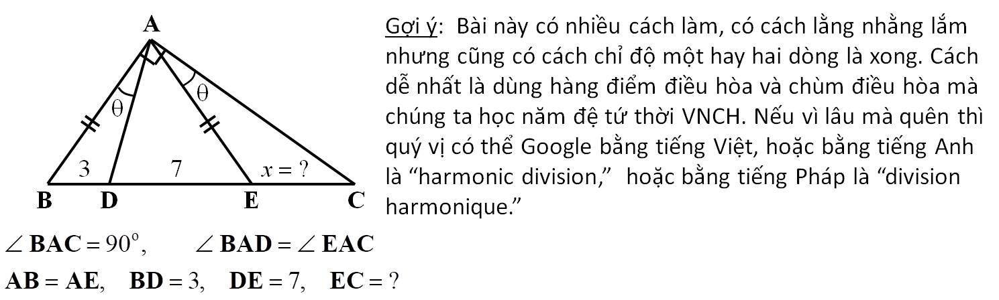 A
θ
θ
3
7
x = ?
B
D
E
C
∠ BAC = 90°, ∠ BAD = ∠ EAC
AB = AE, BD = 3, DE = 7, EC = ?
Gợi ý: Bài này có nhiều cách làm, có cách lằng nhằng lắm
nhưng cũng có cách chỉ độ một hay hai dòng là xong. Cách
dễ nhất là dùng hàng điểm điều hòa và chùm điều hòa mà
chúng ta học năm đệ tứ thời VNCH. Nếu vì lâu mà quên thì
quý vị có thể Google bằng tiếng Việt, hoặc bằng tiếng Anh
là “harmonic division,” hoặc bằng tiếng Pháp là “division
harmonique.”